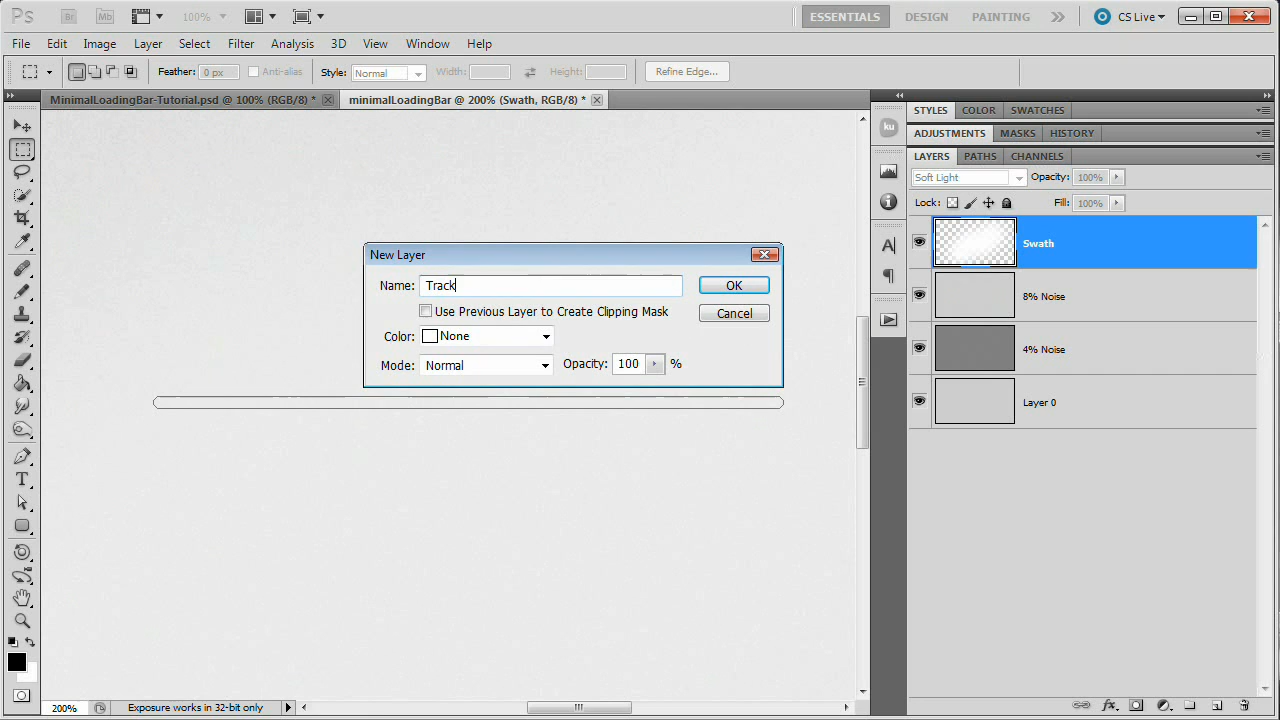 Ps Br Mb 100% ESSENTIALS DESIGN PAINTING CS Live
File Edit Image Layer Select Filter Analysis 3D View Window Help
Feather: 0 px Anti-alias Style: Normal Width: Height: Refine Edge...
MinimalLoadingBar-Tutorial.psd @ 100% (RGB/8) * minimalLoadingBar @ 200% (Swath, RGB/8) *
STYLES COLOR SWATCHES
ADJUSTMENTS MASKS HISTORY
LAYERS PATHS CHANNELS
Soft Light Opacity: 100%
Lock: Fill: 100%
ku
Swath
8% Noise
4% Noise
Layer 0
New Layer
Name: Track OK
Use Previous Layer to Create Clipping Mask Cancel
Color: None
Mode: Normal Opacity: 100 %
200% Exposure works in 32-bit only